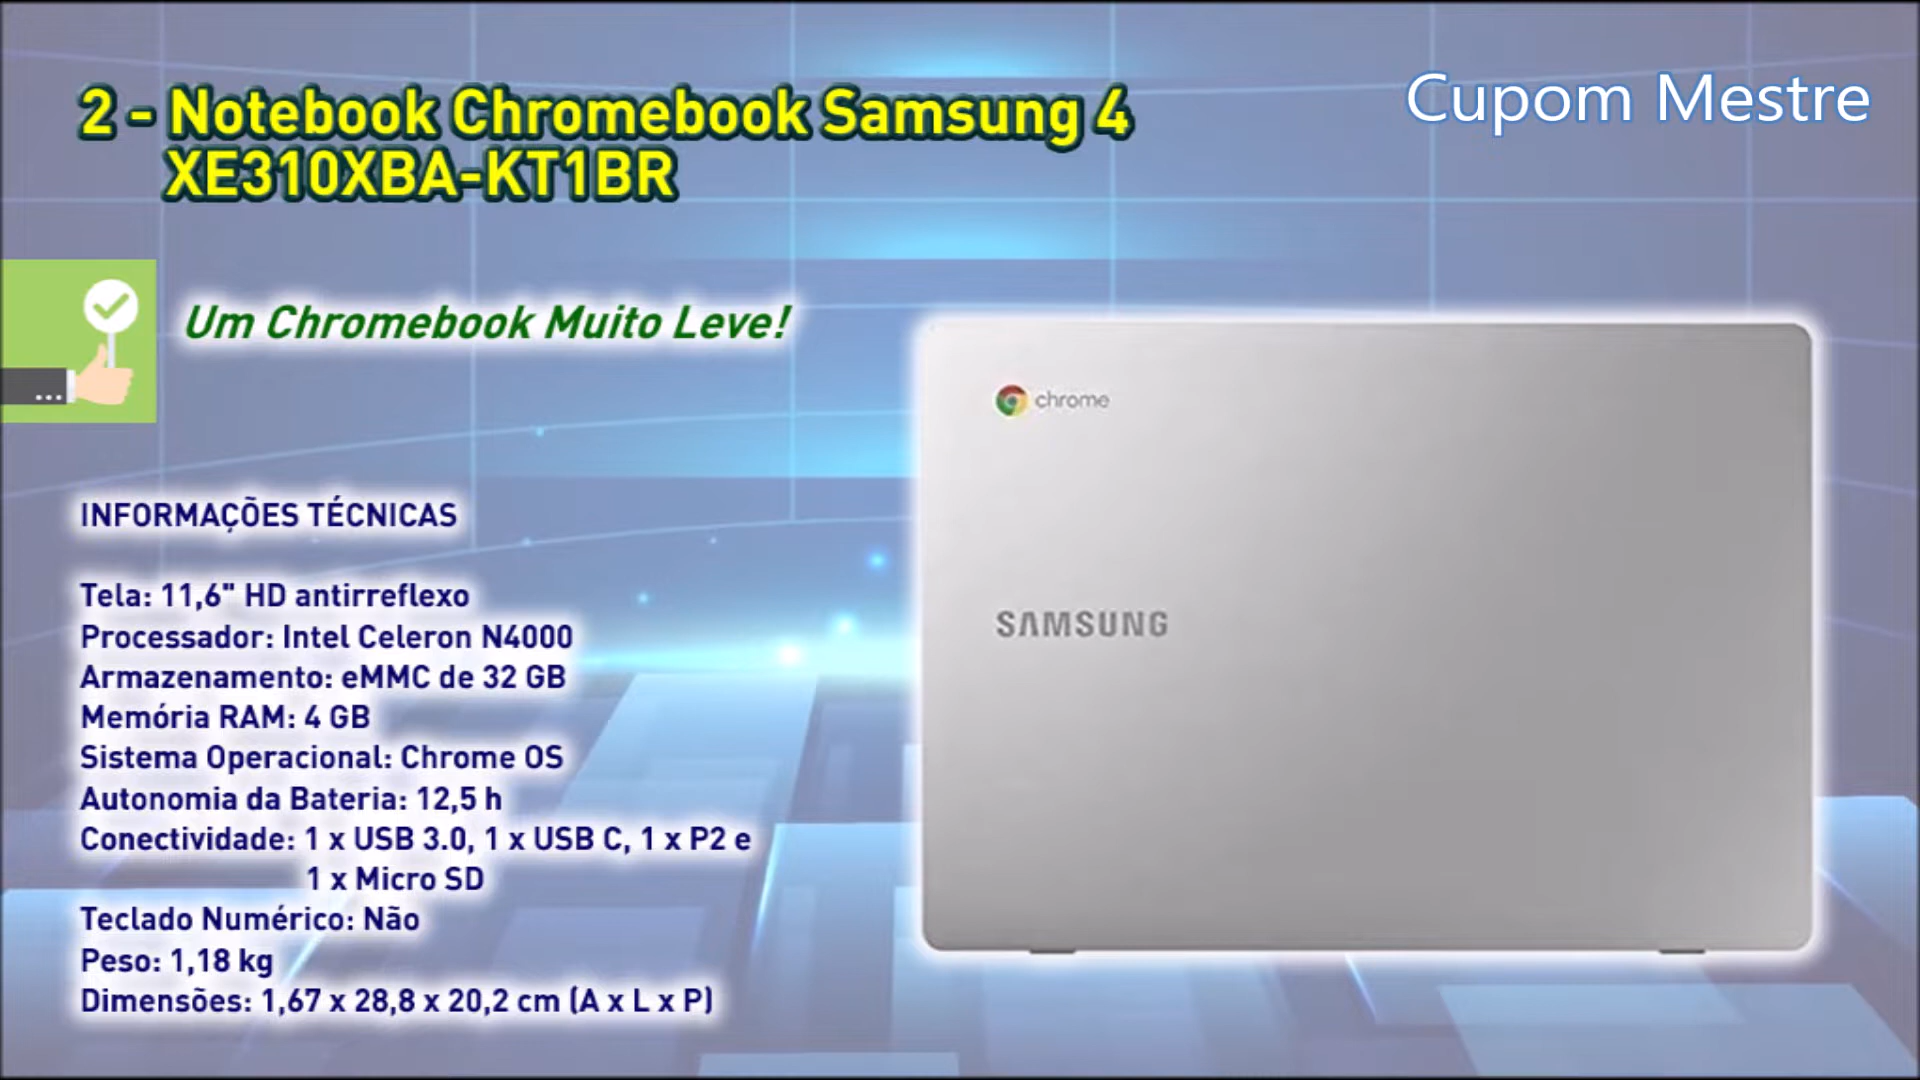 2 - Notebook Chromebook Samsung 4
XE310XBA-KT1BR
Cupom Mestre
Um Chromebook Muito Leve!
chrome
SAMSUNG
INFORMAÇÕES TÉCNICAS
Tela: 11,6" HD antirreflexo
Processador: Intel Celeron N4000
Armazenamento: eMMC de 32 GB
Memória RAM: 4 GB
Sistema Operacional: Chrome OS
Autonomia da Bateria: 12,5 h
Conectividade: 1 x USB 3.0, 1 x USB C, 1 x P2 e
1 x Micro SD
Teclado Numérico: Não
Peso: 1,18 kg
Dimensões: 1,67 x 28,8 x 20,2 cm (A x L x P)